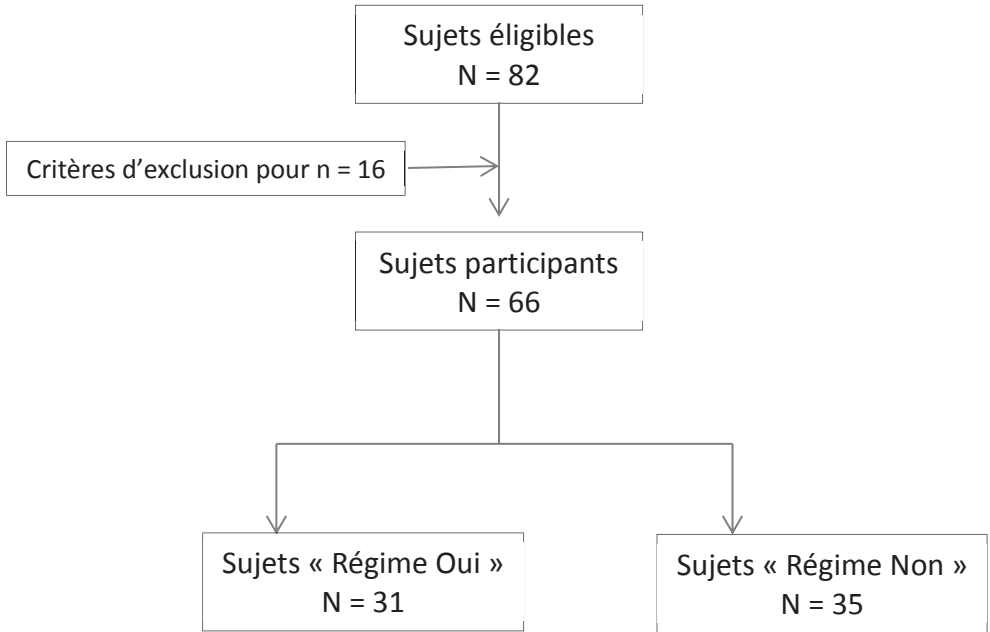 Sujets éligibles
N = 82
Critères d'exclusion pour n = 16
Sujets participants
N = 66
Sujets « Régime Oui »
N = 31
Sujets « Régime Non »
N = 35